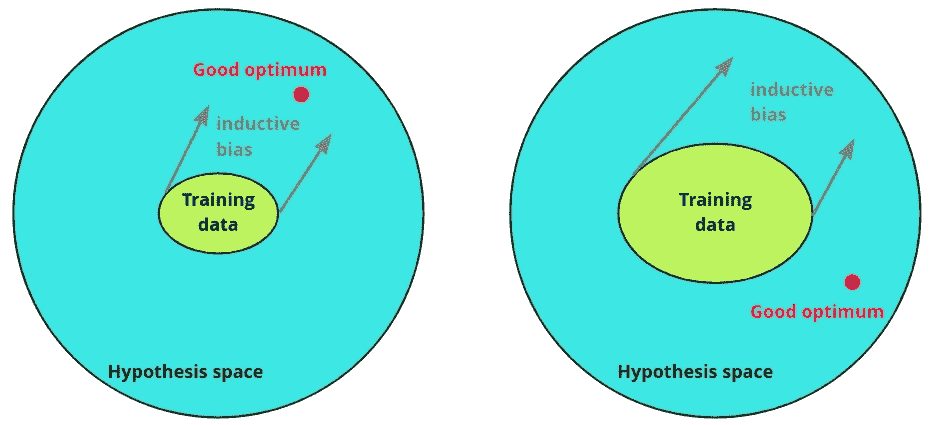 Good optimum
inductive
bias
Training
data
Hypothesis space
inductive
bias
Training
data
Good optimum
Hypothesis space